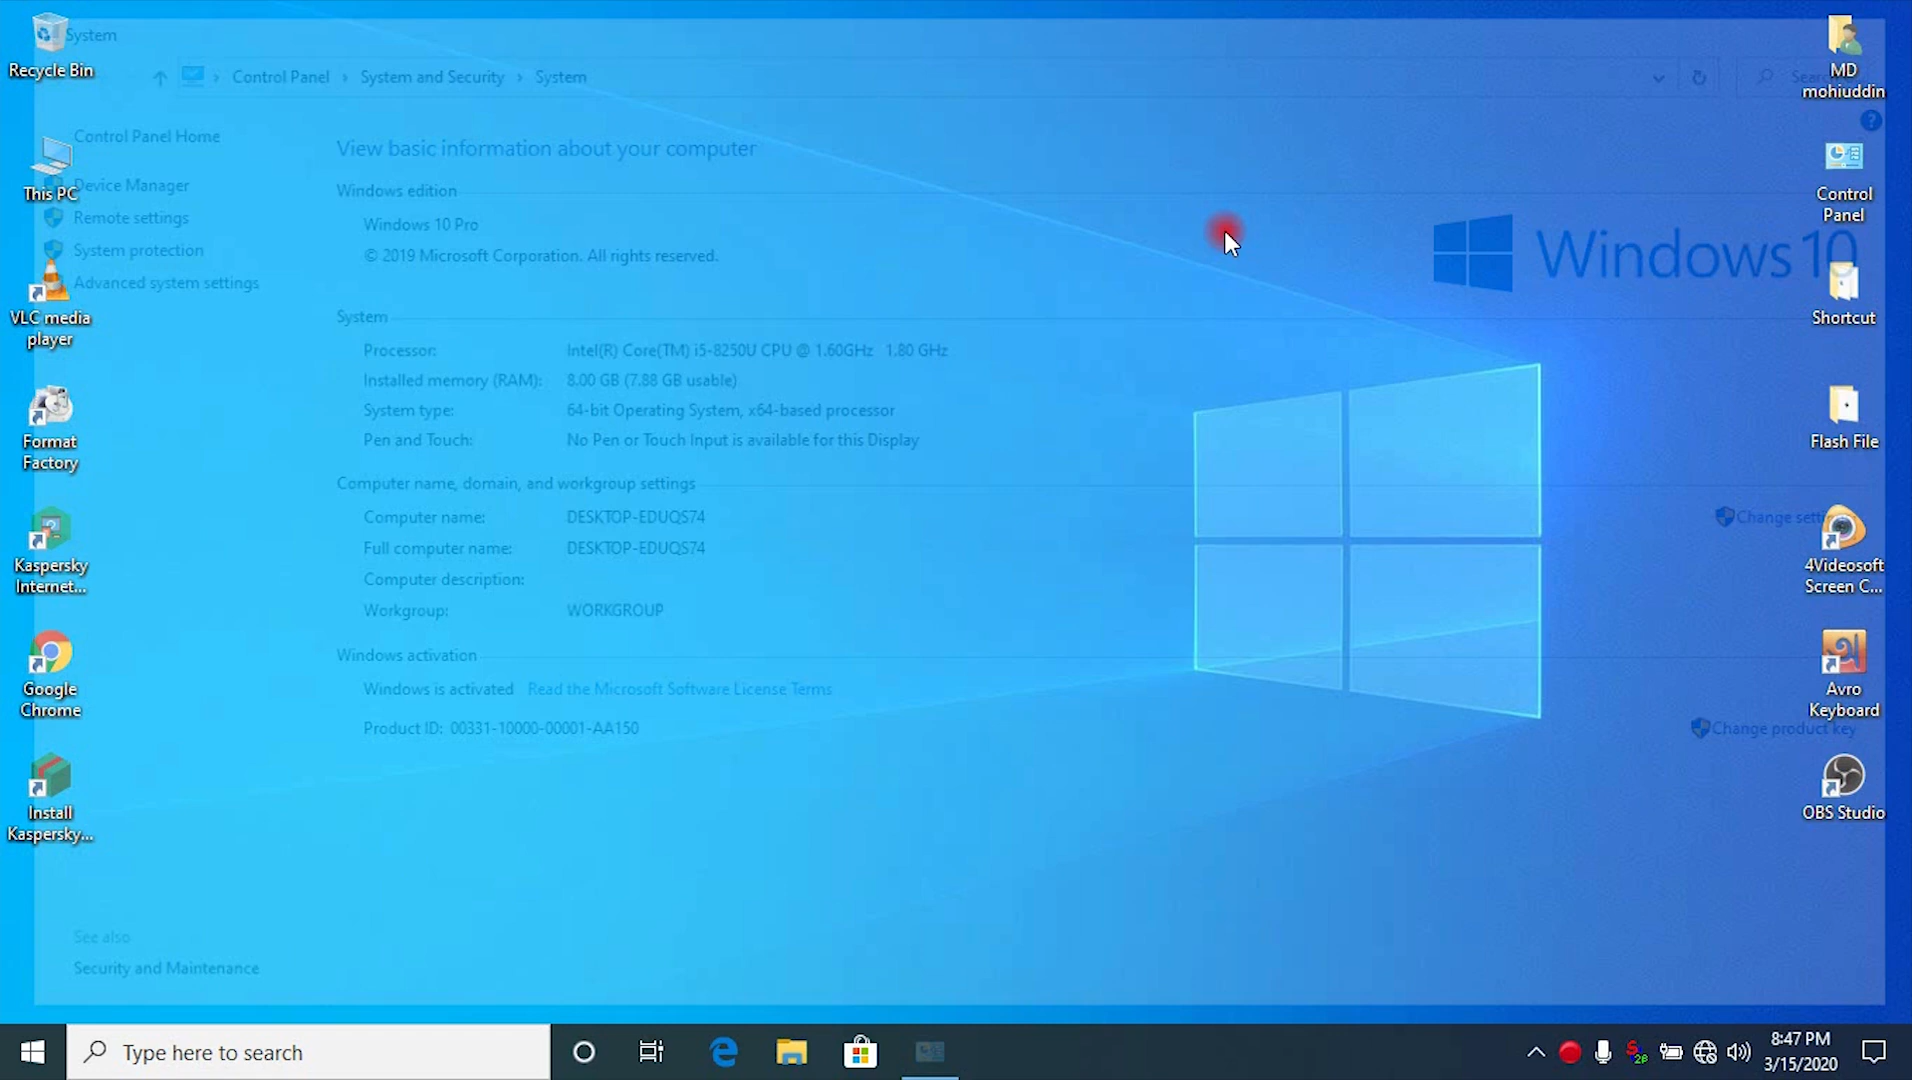 System
Recycle Bin
Control Panel › System and Security › System
MD
mohiuddin
Control Panel Home
View basic information about your computer
This PC
Device Manager
Windows edition
Control
Panel
Remote settings
Windows 10 Pro
System protection
© 2019 Microsoft Corporation. All rights reserved.
Windows 10
Advanced system settings
VLC media
player
System
Shortcut
Processor: Intel(R) Core(TM) i5-8250U CPU @ 1.60GHz 1.80 GHz
Installed memory (RAM): 8.00 GB (7.88 GB usable)
System type: 64-bit Operating System, x64-based processor
Pen and Touch: No Pen or Touch Input is available for this Display
Format
Factory
Flash File
Computer name, domain, and workgroup settings
Computer name: DESKTOP-EDUQS74
Change
Full computer name: DESKTOP-EDUQS74
Computer description:
Workgroup: WORKGROUP
Kaspersky
Internet...
4Videosoft
Screen C...
Windows activation
Windows is activated Read the Microsoft Software License Terms
Product ID: 00331-10000-00001-AA150
Change product key
Google
Chrome
Avro
Keyboard
Install
Kaspersky...
OBS Studio
See also
Security and Maintenance
Type here to search
8:47 PM
3/15/2020